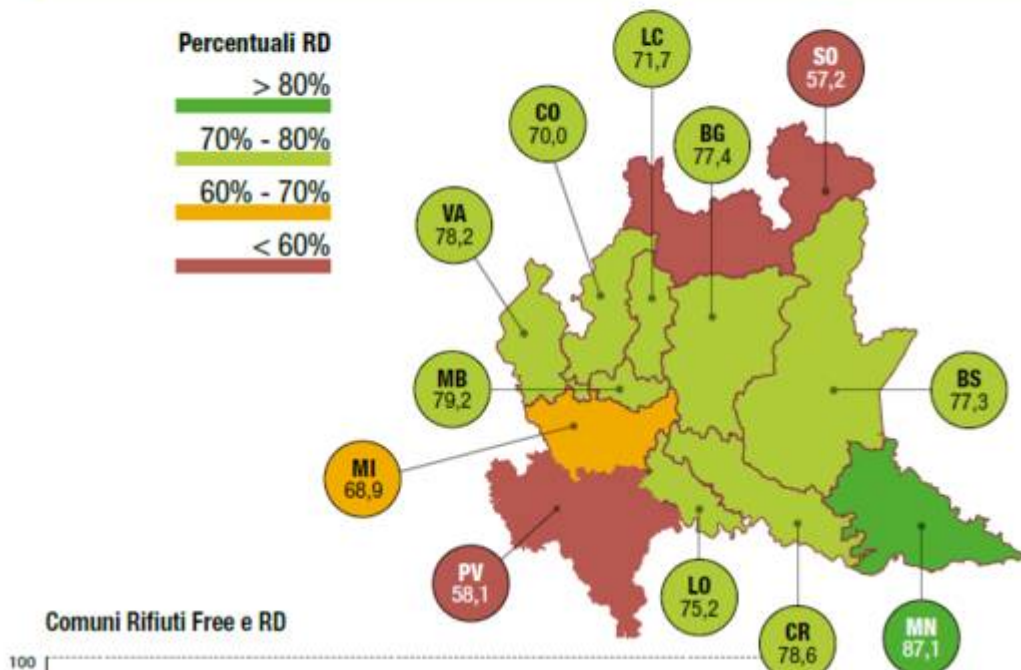 Percentuali RD
> 80%
70% - 80%
60% - 70%
< 60%
LC
71,7
SO
57,2
CO
70,0
BG
77,4
VA
78,2
MB
79,2
BS
77,3
MI
68,9
PV
58,1
LO
75,2
CR
78,6
MN
87,1
Comuni Rifiuti Free e RD
100